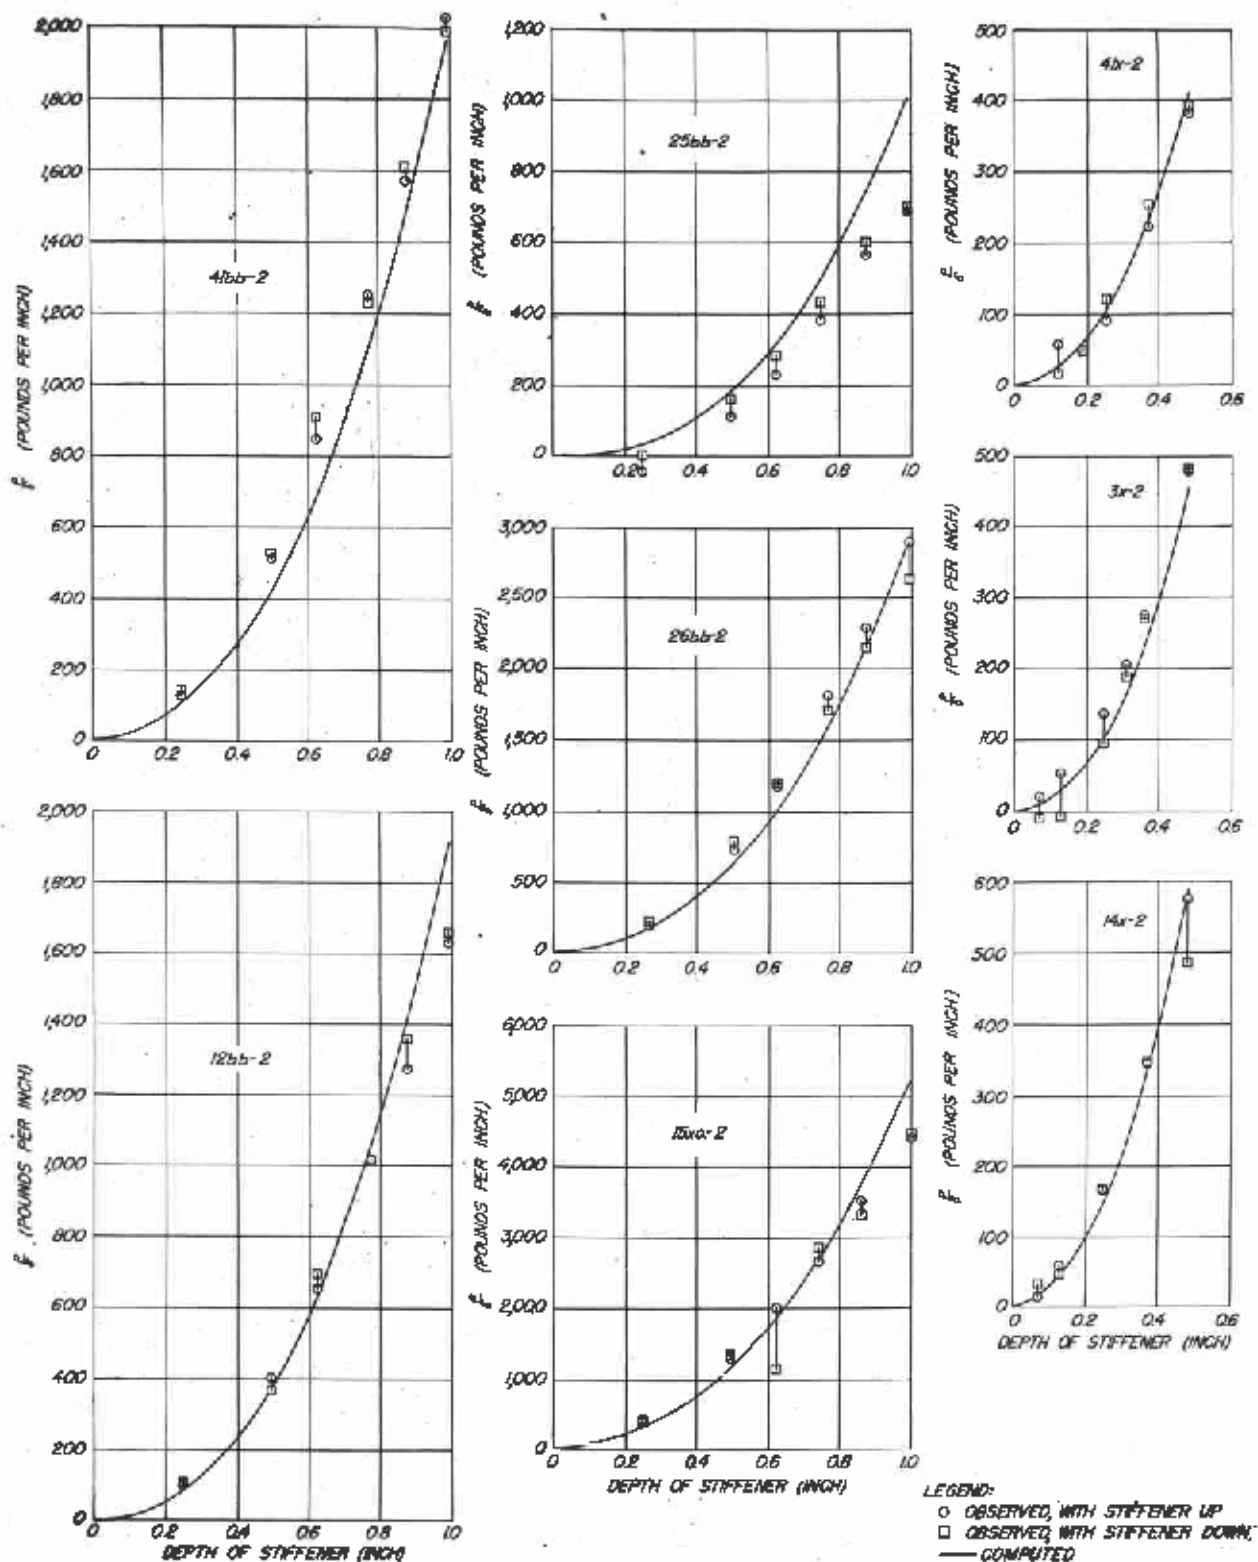 2,000
1,800
1,600
1,400
1,200
1,000
800
600
400
200
0
0.2 0.4 0.6 0.8 1.0
41bb-2
(POUNDS PER INCH)
2,000
1,800
1,600
1,400
1,200
1,000
800
600
400
200
0
0 0.2 0.4 0.6 0.8 1.0
12bb-2
(POUNDS PER INCH)
DEPTH OF STIFFENER (INCH)
1,200
1,000
800
600
400
200
0
0.2 0.4 0.6 0.8 1.0
25bb-2
(POUNDS PER INCH)
3,000
2,500
2,000
1,500
1,000
500
0
0 0.2 0.4 0.6 0.8 1.0
26bb-2
(POUNDS PER INCH)
6,000
5,000
4,000
3,000
2,000
1,000
0
0 0.2 0.4 0.6 0.8 1.0
(POUNDS PER INCH)
DEPTH OF STIFFENER (INCH)
500
400
300
200
100
0
0 0.2 0.4 0.6
41x-2
(POUNDS PER INCH)
500
400
300
200
100
0
0 0.2 0.4 0.6
3x-2
(POUNDS PER INCH)
600
500
400
300
200
100
0
0 0.2 0.4 0.6
14x-2
(POUNDS PER INCH)
DEPTH OF STIFFENER (INCH)
LEGEND:
OBSERVED, WITH STIFFENER UP
OBSERVED, WITH STIFFENER DOWN,
COMPUTED